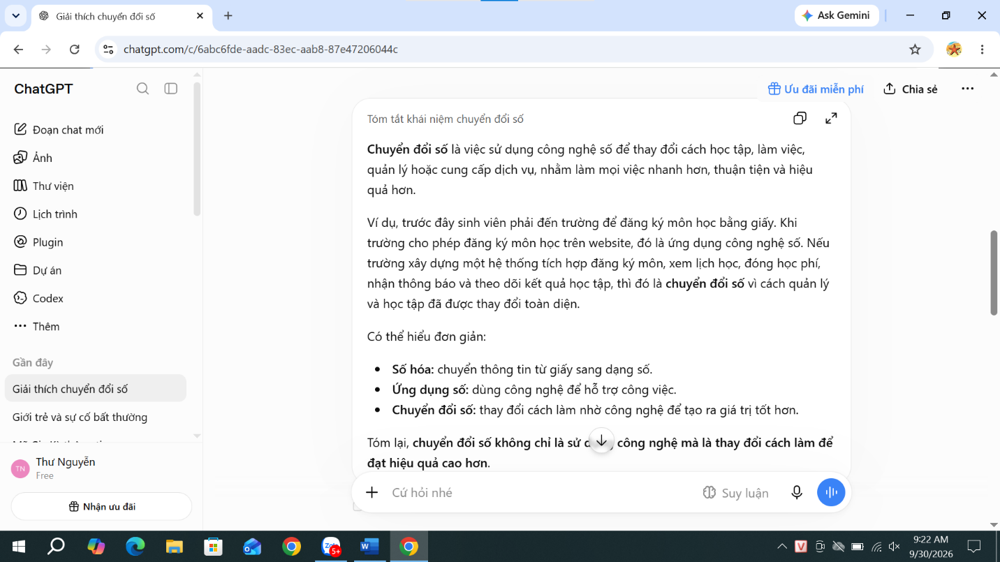 Giải thích chuyển đổi số
Ask Gemini
chatgpt.com/c/6abc6fde-aadc-83ec-aab8-87e47206044c
ChatGPT
Ưu đãi miễn phí
Chia sẻ
Đoạn chat mới
Ảnh
Thư viện
Lịch trình
Plugin
Dự án
Codex
Thêm
Gần đây
Giải thích chuyển đổi số
Giới trẻ và sự cố bất thường
Thư Nguyễn
TN
Free
Nhận ưu đãi
Tóm tắt khái niệm chuyển đổi số
Chuyển đổi số là việc sử dụng công nghệ số để thay đổi cách học tập, làm việc,
quản lý hoặc cung cấp dịch vụ, nhằm làm mọi việc nhanh hơn, thuận tiện và hiệu
quả hơn.
Ví dụ, trước đây sinh viên phải đến trường để đăng ký môn học bằng giấy. Khi
trường cho phép đăng ký môn học trên website, đó là ứng dụng công nghệ số. Nếu
trường xây dựng một hệ thống tích hợp đăng ký môn, xem lịch học, đóng học phí,
nhận thông báo và theo dõi kết quả học tập, thì đó là chuyển đổi số vì cách quản lý
và học tập đã được thay đổi toàn diện.
Có thể hiểu đơn giản:
• Số hóa: chuyển thông tin từ giấy sang dạng số.
• Ứng dụng số: dùng công nghệ để hỗ trợ công việc.
• Chuyển đổi số: thay đổi cách làm nhờ công nghệ để tạo ra giá trị tốt hơn.
Tóm lại, chuyển đổi số không chỉ là sử công nghệ mà là thay đổi cách làm để
đạt hiệu quả cao hơn.
Cứ hỏi nhé
Suy luận
Zalo
5+
9:22 AM
9/30/2026